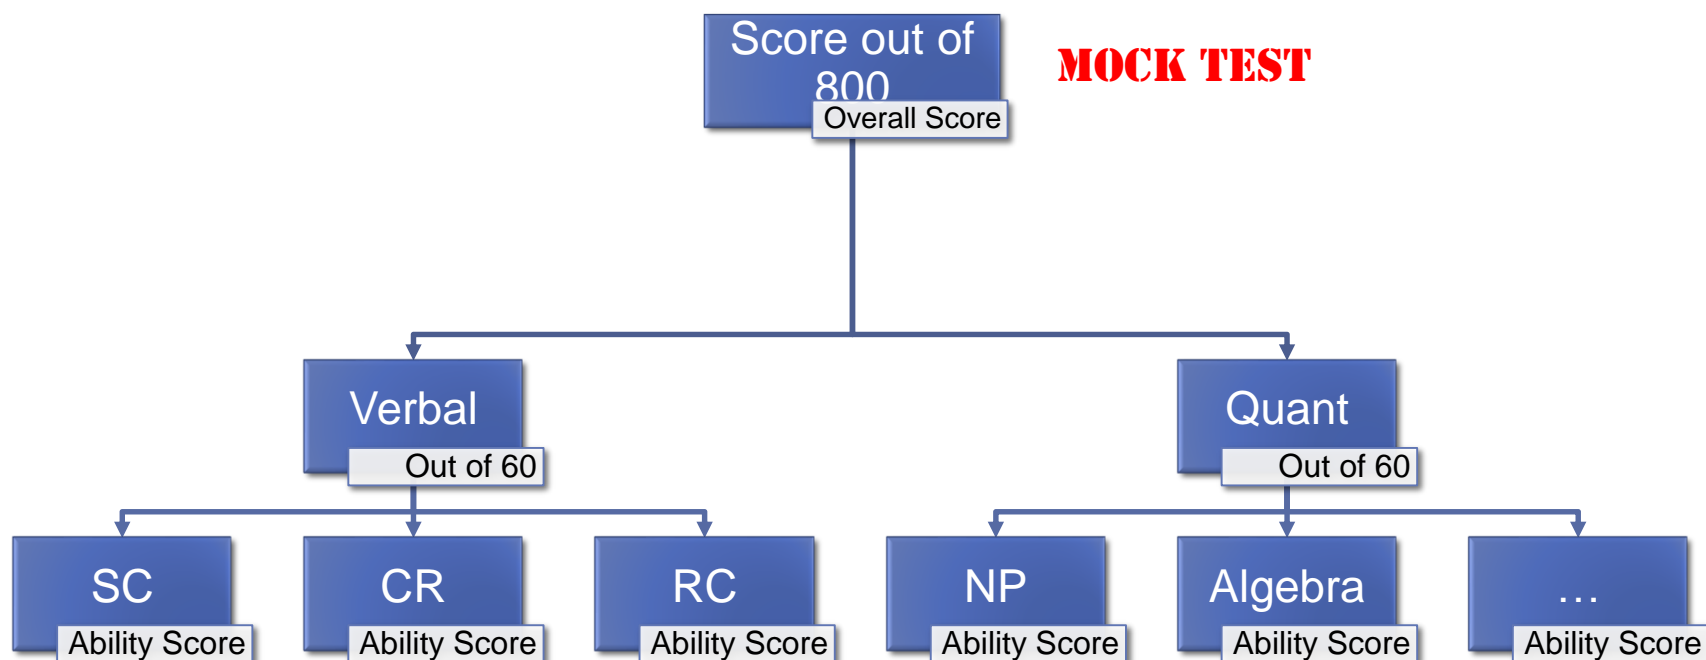 Score out of
800
Overall Score
MOCK TEST
Verbal
Out of 60
Quant
Out of 60
SC
Ability Score
CR
Ability Score
RC
Ability Score
NP
Ability Score
Algebra
Ability Score
...
Ability Score